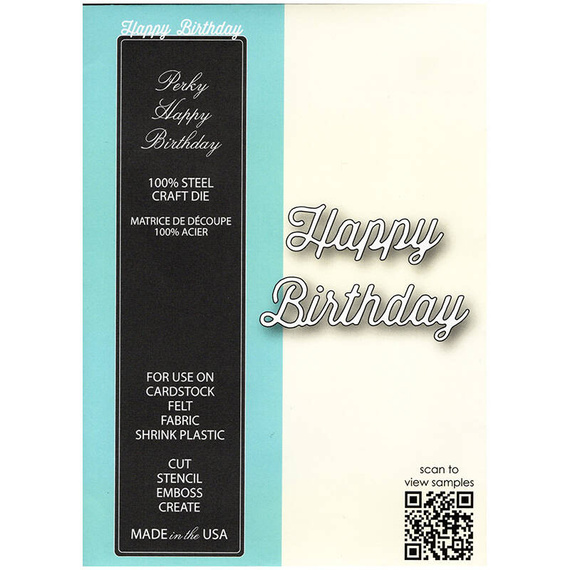 Happy Birthday
Perky
Happy
Birthday
100% STEEL
CRAFT DIE
MATRICE DE DÉCOUPE
100% ACIER
FOR USE ON
CARDSTOCK
FELT
FABRIC
SHRINK PLASTIC
CUT
STENCIL
EMBOSS
CREATE
MADE in the USA
Happy
Birthday
scan to
view samples